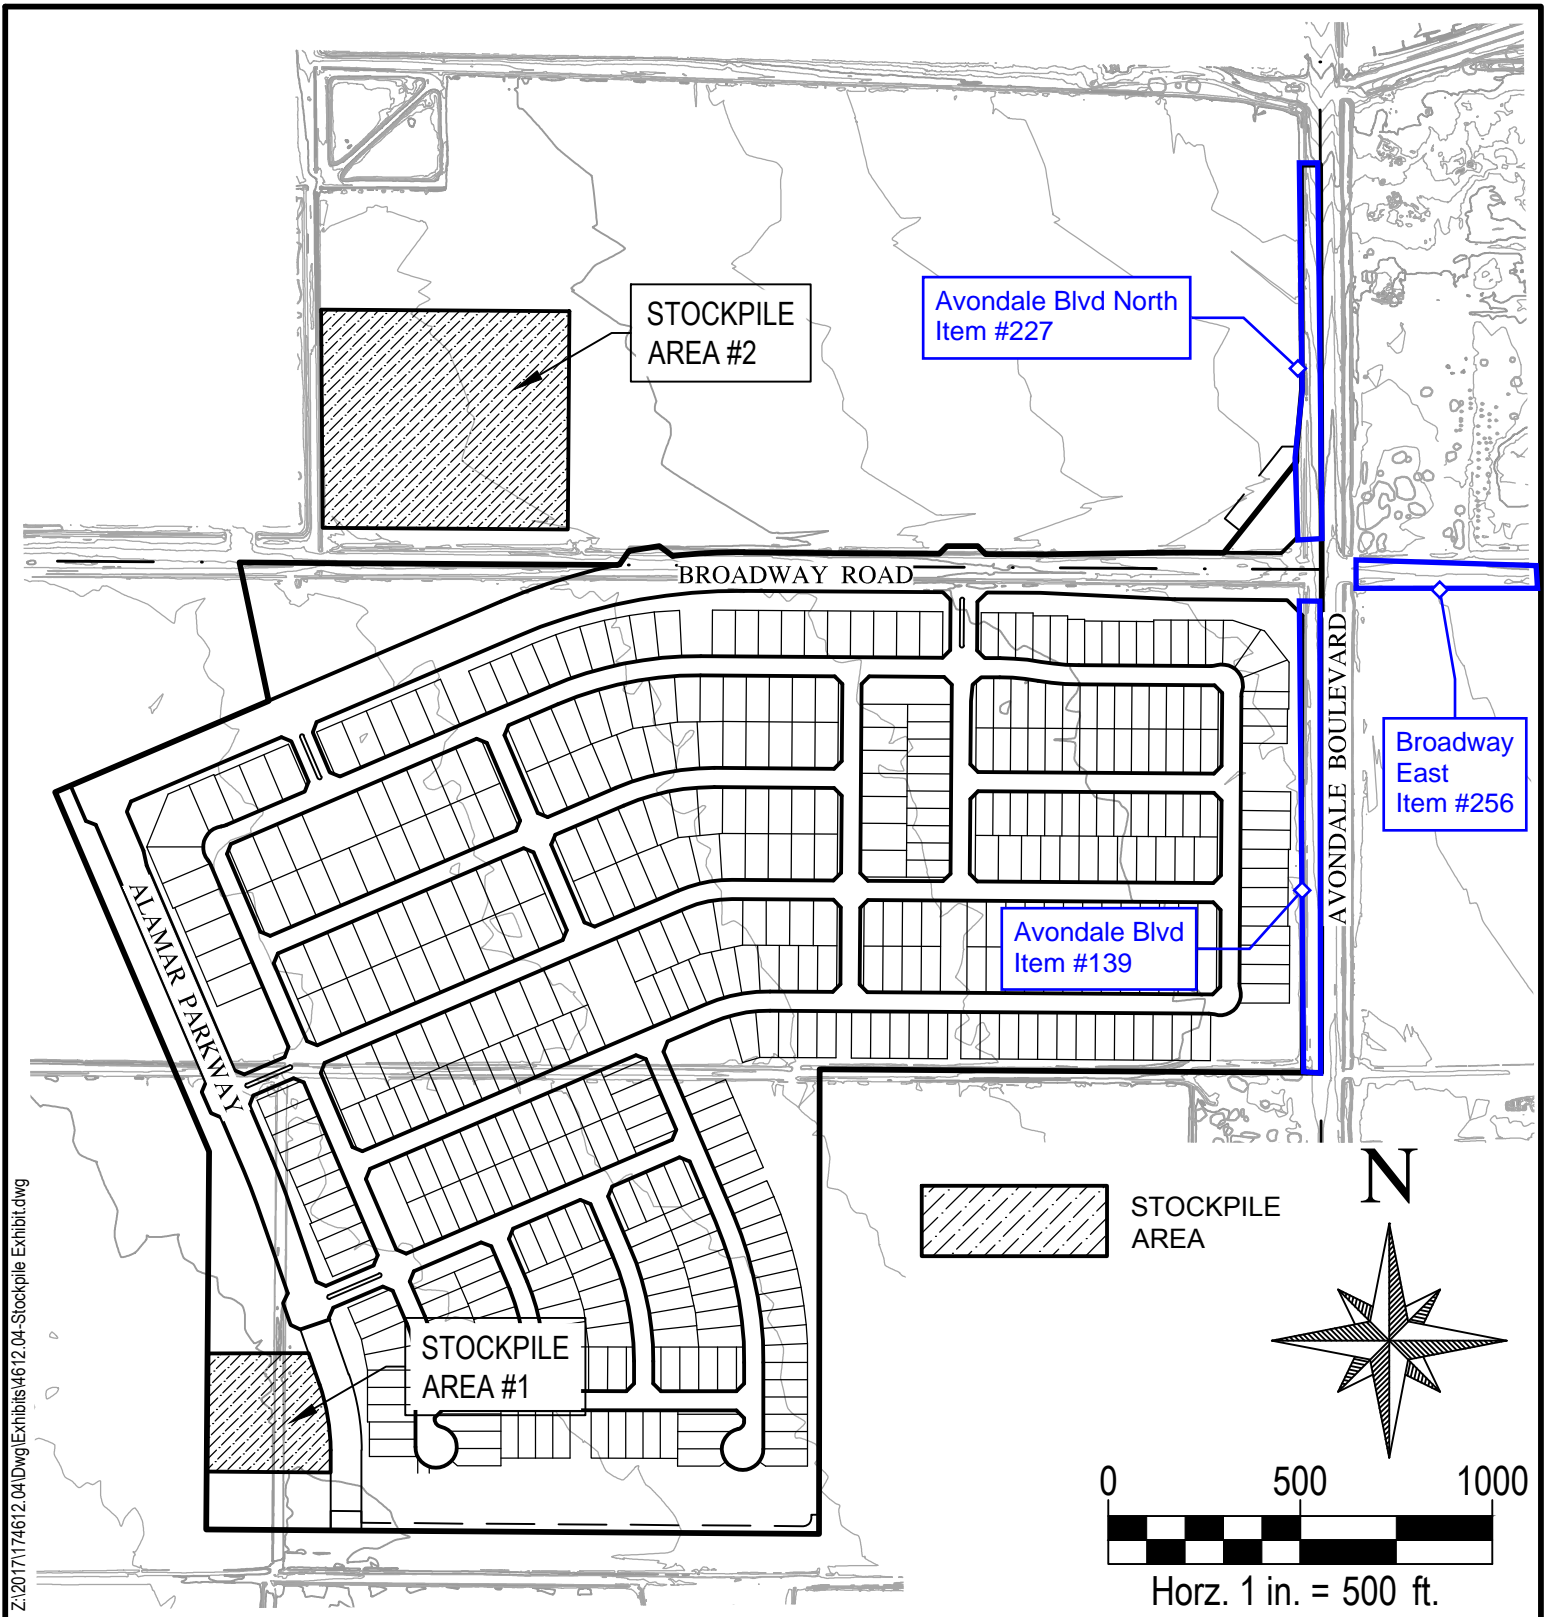 STOCKPILE
AREA #2
Avondale Blvd North
Item #227
BROADWAY ROAD
AVONDALE BOULEVARD
Broadway
East
Item #256
ALAMAR PARKWAY
Avondale Blvd
Item #139
N
STOCKPILE
AREA
STOCKPILE
AREA #1
0 500 1000
Horz. 1 in. = 500 ft.
Z:\2017\174612.04\Dwg\Exhibits\4612.04-Stockpile Exhibit.dwg